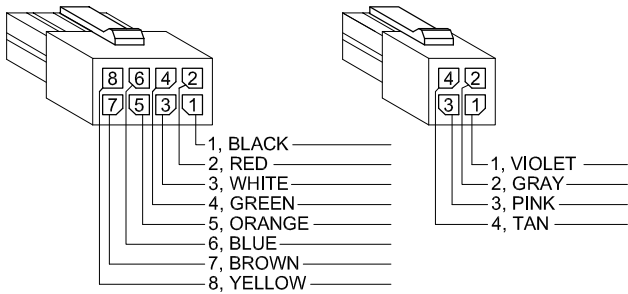 8 6 4 2
7 5 3 1
1, BLACK
2, RED
3, WHITE
4, GREEN
5, ORANGE
6, BLUE
7, BROWN
8, YELLOW
4 2
3 1
1, VIOLET
2, GRAY
3, PINK
4, TAN